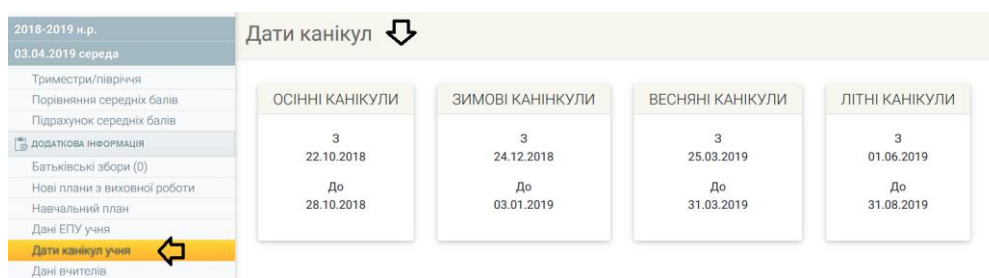 2018-2019 н.р.
03.04.2019 середа
Триместри/півріччя
Порівняння середніх балів
Підрахунок середніх балів
ДОДАТКОВА ІНФОРМАЦІЯ
Батьківські збори (0)
Нові плани з виховної роботи
Навчальний план
Дані ЕПУ учня
Дати канікул учня
Дані вчителів
Дати канікул
ОСІННІ КАНІКУЛИ
З
22.10.2018
До
28.10.2018
ЗИМОВІ КАНІНКУЛИ
З
24.12.2018
До
03.01.2019
ВЕСНЯНІ КАНІКУЛИ
З
25.03.2019
До
31.03.2019
ЛІТНІ КАНІКУЛИ
З
01.06.2019
До
31.08.2019